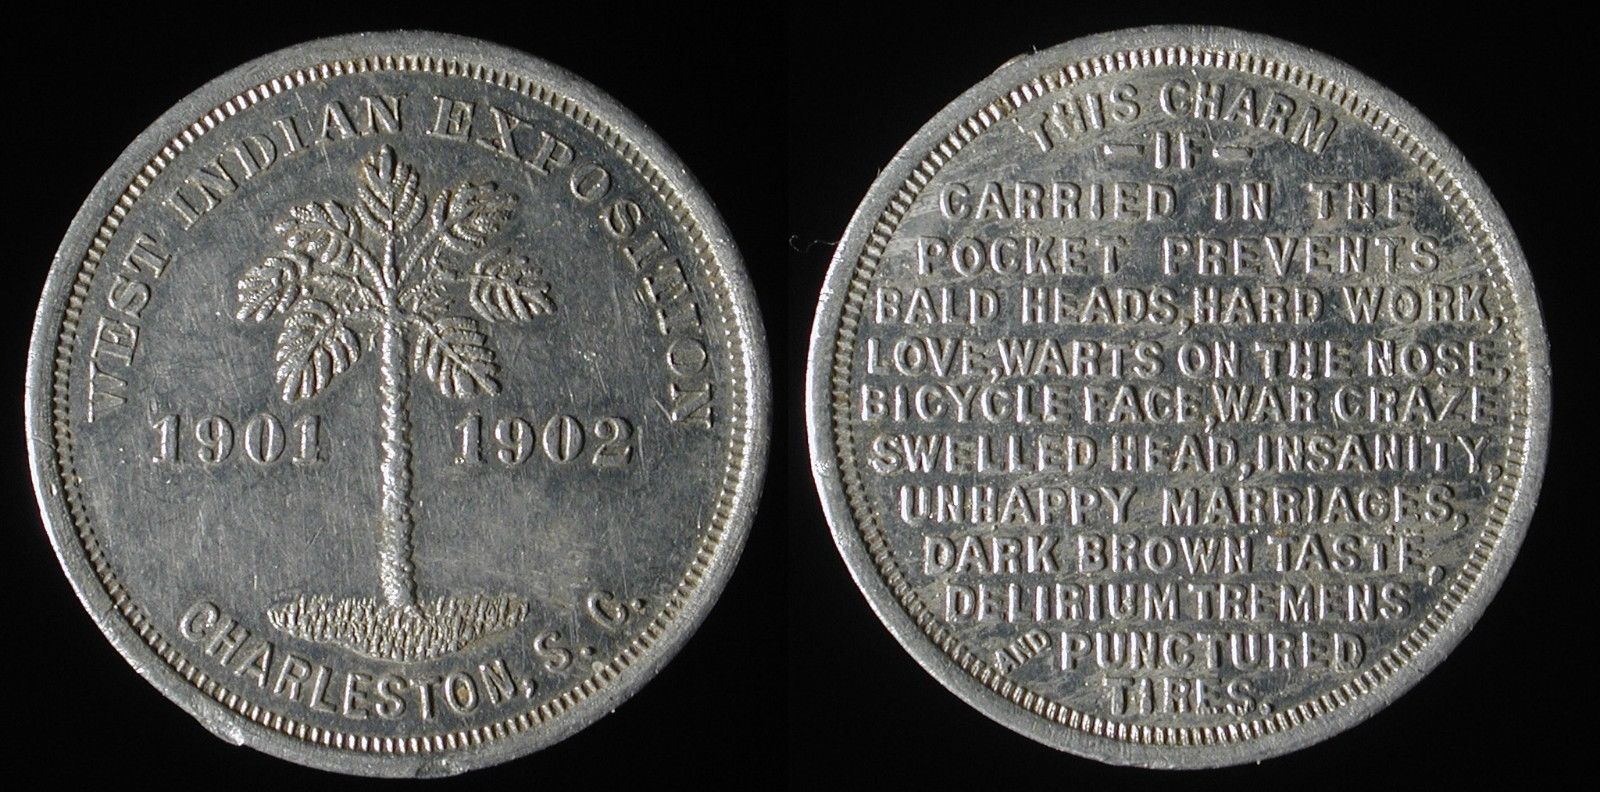 WEST INDIAN EXPOSITION
1901 1902
CHARLESTON, S. C.
THIS CHARM
- IF -
CARRIED IN THE
POCKET PREVENTS
BALD HEADS, HARD WORK,
LOVE, WARTS ON THE NOSE,
BICYCLE FACE, WAR CRAZE
SWELLED HEAD, INSANITY,
UNHAPPY MARRIAGES,
DARK BROWN TASTE,
DELIRIUM TREMENS
AND PUNCTURED
TIRES.